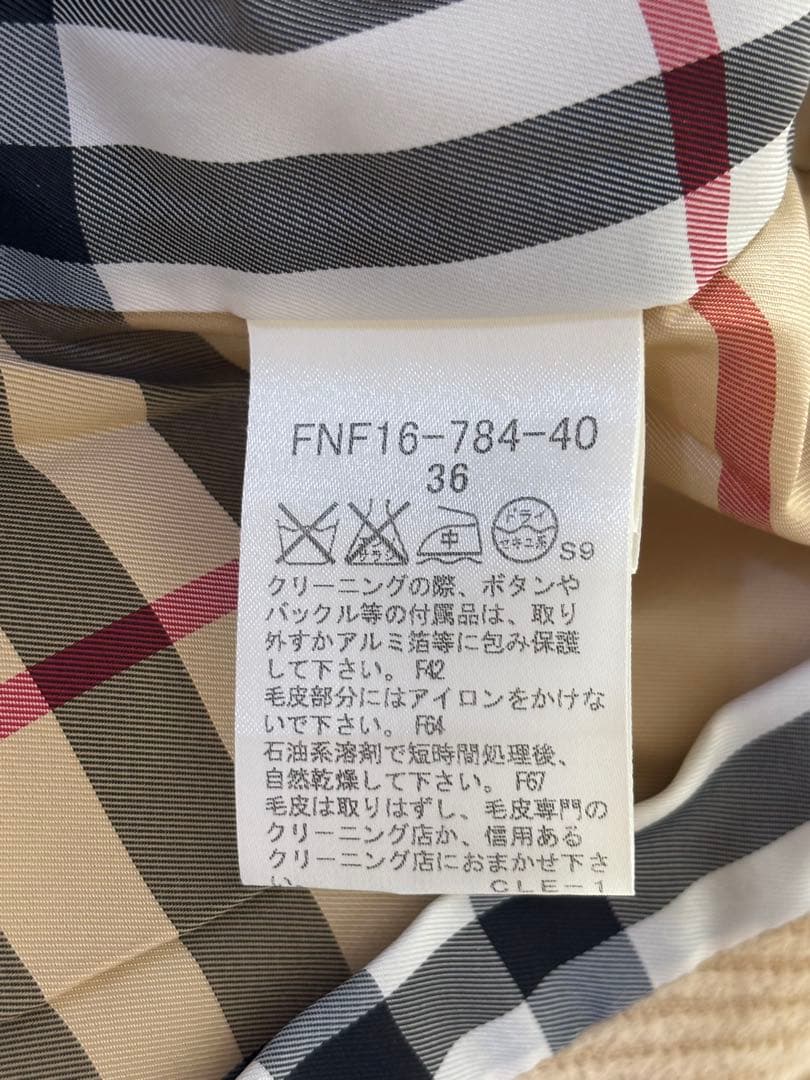 FNF16-784-40
36
エンソサラシ
中
ドライ
セキユ系
S9
クリーニングの際、ボタンや
バックル等の付属品は、取り
外すかアルミ箔等に包み保護
して下さい。F42
毛皮部分にはアイロンをかけな
いで下さい。F64
石油系溶剤で短時間処理後、
自然乾燥して下さい。F67
毛皮は取りはずし、毛皮専門の
クリーニング店か、信用ある
クリーニング店におまかせ下さ
い。 CLE-1